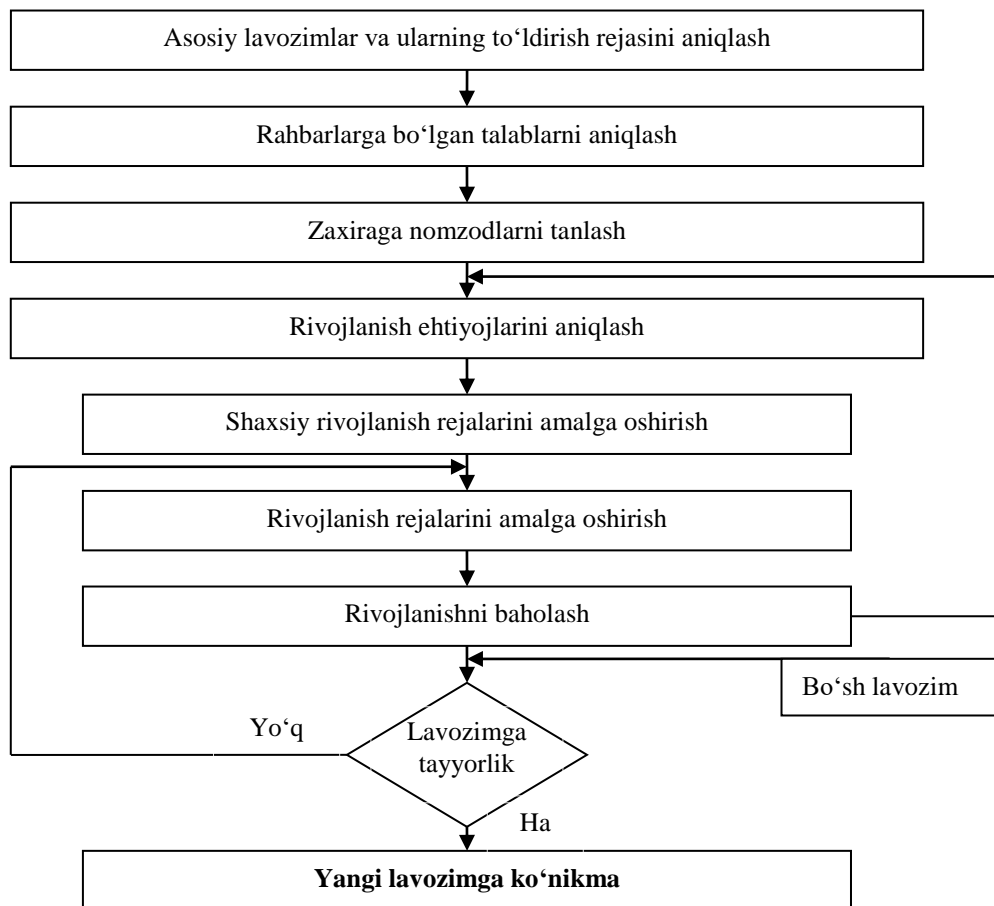 Asosiy lavozimlar va ularning to‘ldirish rejasini aniqlash
Rahbarlarga bo‘lgan talablarni aniqlash
Zaxiraga nomzodlarni tanlash
Rivojlanish ehtiyojlarini aniqlash
Shaxsiy rivojlanish rejalarini amalga oshirish
Rivojlanish rejalarini amalga oshirish
Rivojlanishni baholash
Bo‘sh lavozim
Yo‘q
Lavozimga
tayyorlik
Ha
Yangi lavozimga ko‘nikma